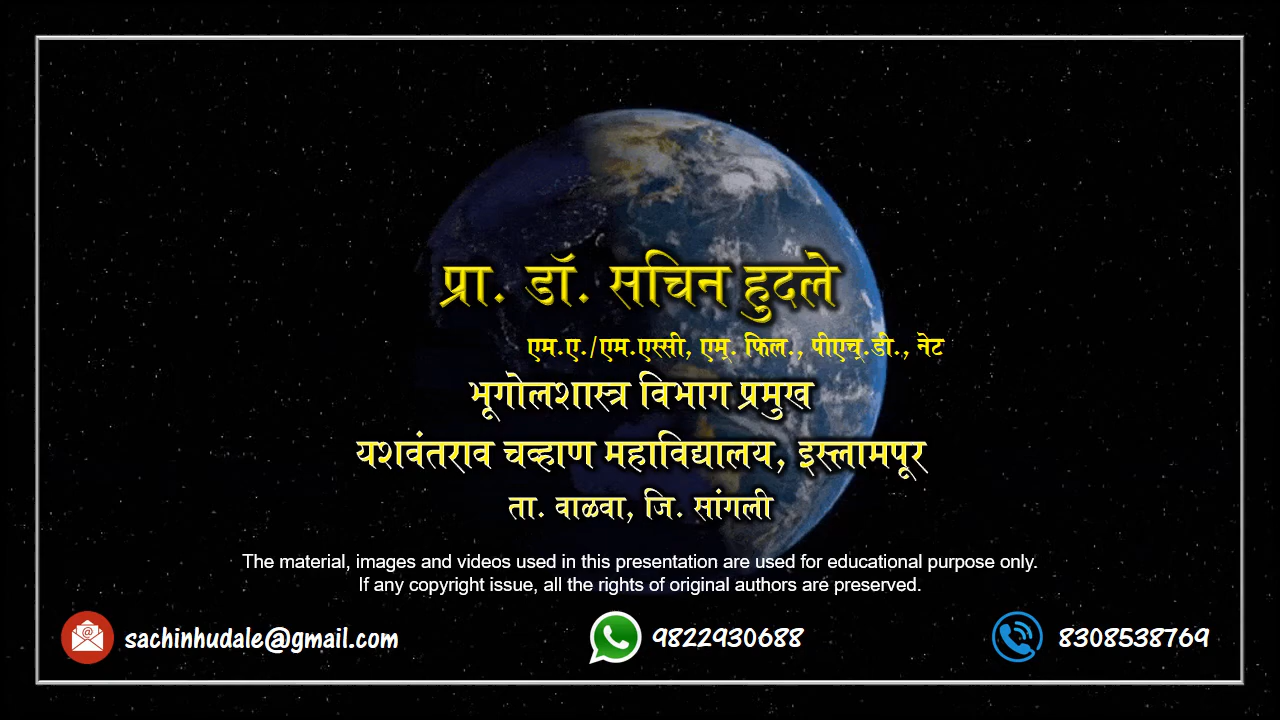 प्रा. डॉ. सचिन हुदले
एम.ए./एम.एस्सी, एम्. फिल., पीएच्.डी., नेट
भूगोलशास्त्र विभाग प्रमुख
यशवंतराव चव्हाण महाविद्यालय, इस्लामपूर
ता. वाळवा, जि. सांगली
The material, images and videos used in this presentation are used for educational purpose only.
If any copyright issue, all the rights of original authors are preserved.
sachinhudale@gmail.com 9822930688 8308538769